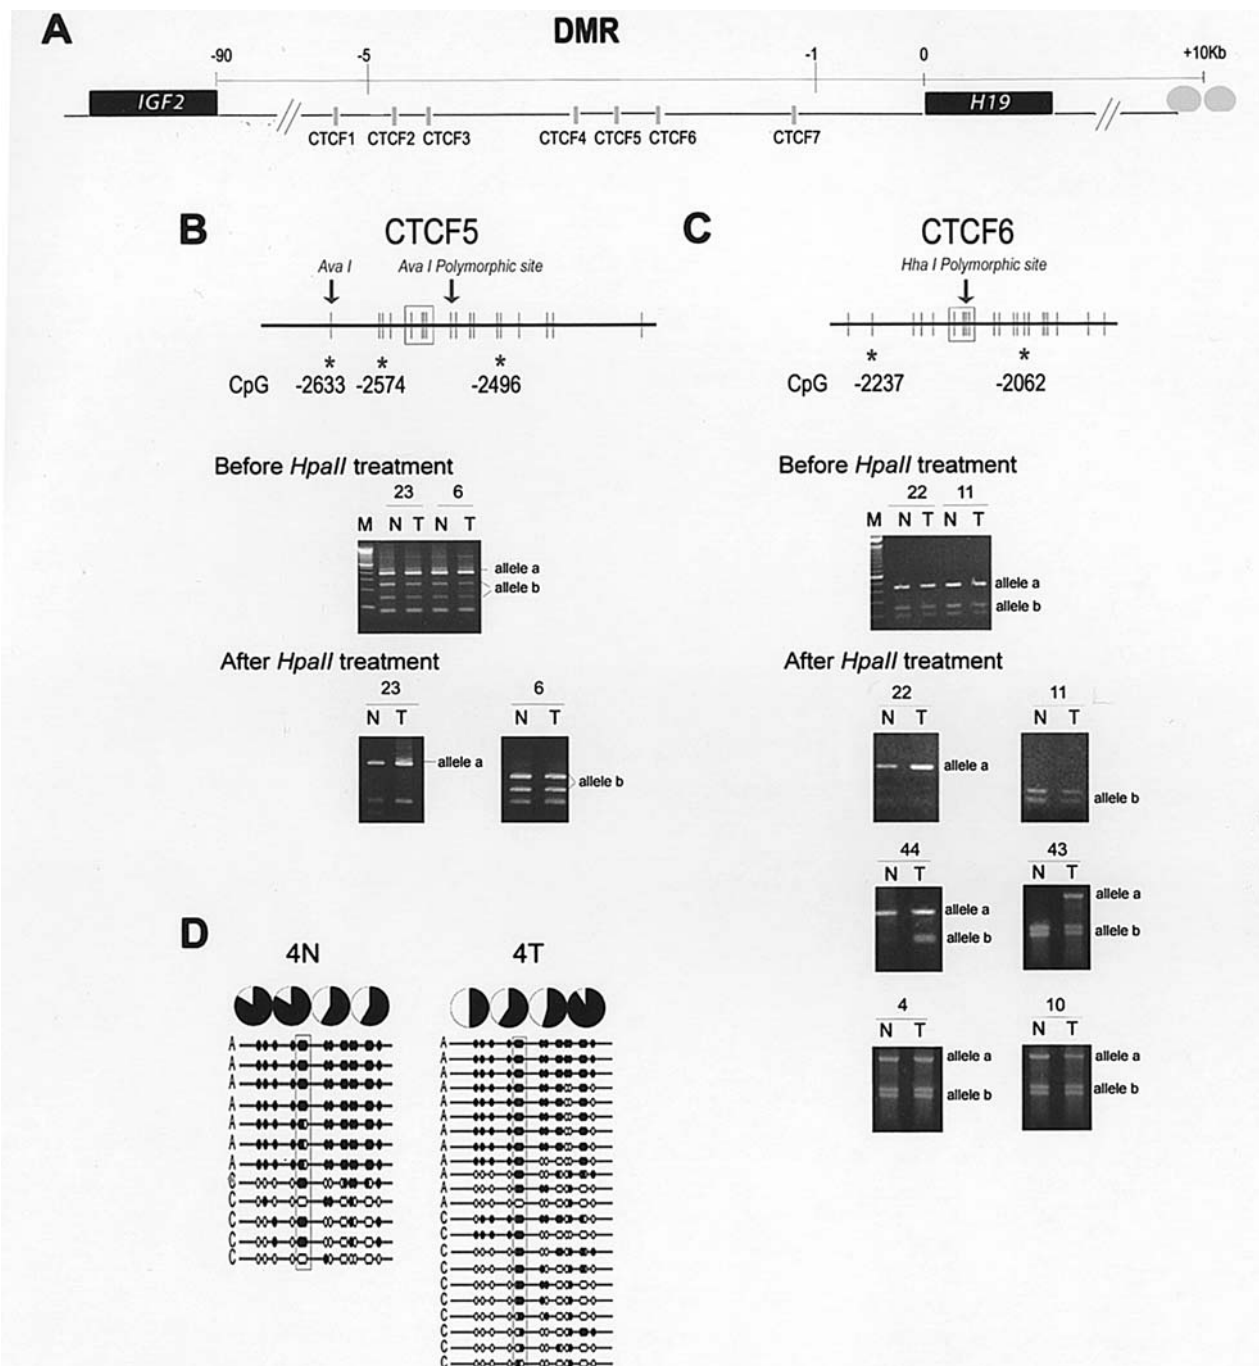 A
DMR
-90 -5 -1 0 +10Kb
IGF2 H19
CTCF1 CTCF2 CTCF3 CTCF4 CTCF5 CTCF6 CTCF7
B
CTCF5
Ava I Ava I Polymorphic site
* * *
CpG -2633 -2574 -2496
Before HpaII treatment
23 6
M N T N T
allele a
allele b
After HpaII treatment
23 6
N T N T
allele a
allele b
C
CTCF6
Hha I Polymorphic site
* *
CpG -2237 -2062
Before HpaII treatment
22 11
M N T N T
allele a
allele b
After HpaII treatment
22 11
N T N T
allele a
allele b
44 43
N T N T
allele a allele a
allele b allele b
4 10
N T N T
allele a allele a
allele b allele b
D
4N 4T
A
A
A
A
A
A
A
C
C
C
C
A
A
A
A
A
A
A
A
A
A
A
A
C
C
C
C
C
C
C
C
C
C